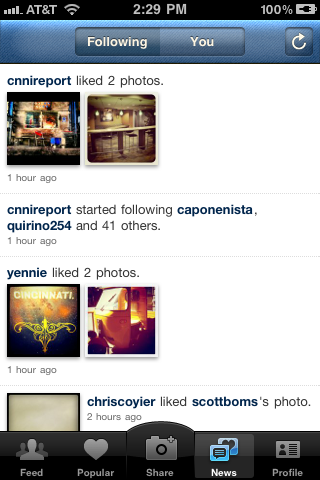 AT&T 2:29 PM 100%
Following You
cnnireport liked 2 photos.
1 hour ago
cnnireport started following caponenista,
quirino254 and 41 others.
1 hour ago
yennie liked 2 photos.
CINCINNATI.
1 hour ago
chriscoyier liked scottboms's photo.
2 hours ago
Feed Popular Share News Profile